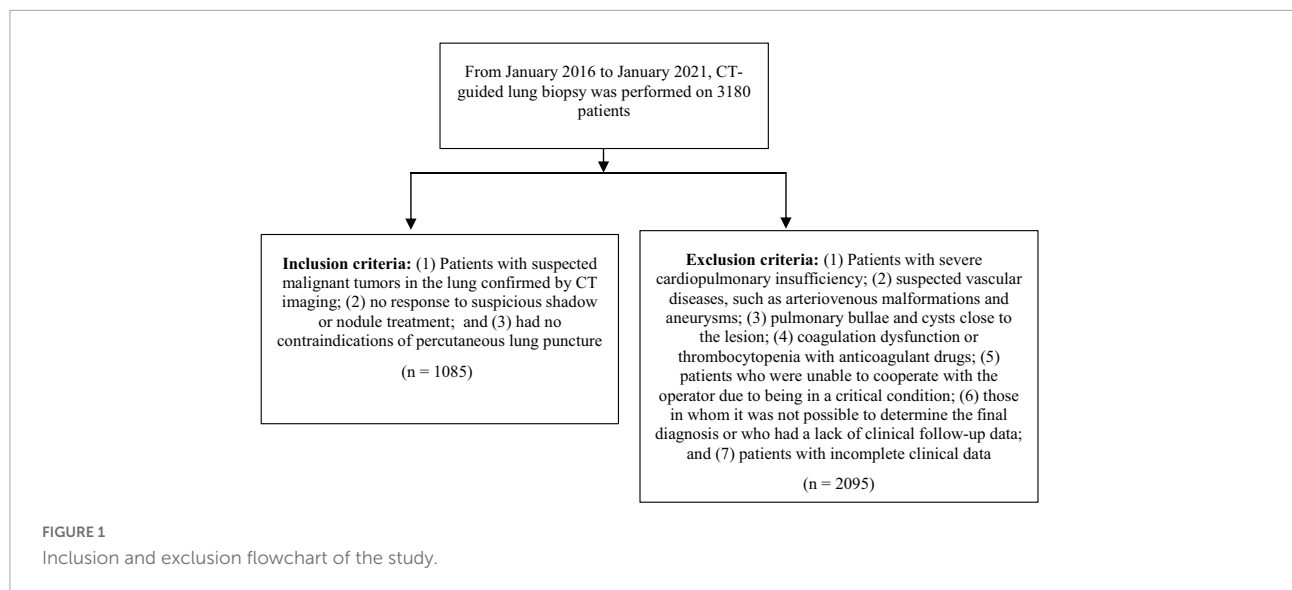 From January 2016 to January 2021, CT-
guided lung biopsy was performed on 3180
patients
Inclusion criteria: (1) Patients with suspected
malignant tumors in the lung confirmed by CT
imaging; (2) no response to suspicious shadow
or nodule treatment; and (3) had no
contraindications of percutaneous lung puncture
(n = 1085)
Exclusion criteria: (1) Patients with severe
cardiopulmonary insufficiency; (2) suspected vascular
diseases, such as arteriovenous malformations and
aneurysms; (3) pulmonary bullae and cysts close to
the lesion; (4) coagulation dysfunction or
thrombocytopenia with anticoagulant drugs; (5)
patients who were unable to cooperate with the
operator due to being in a critical condition; (6) those
in whom it was not possible to determine the final
diagnosis or who had a lack of clinical follow-up data;
and (7) patients with incomplete clinical data
(n = 2095)
FIGURE 1
Inclusion and exclusion flowchart of the study.